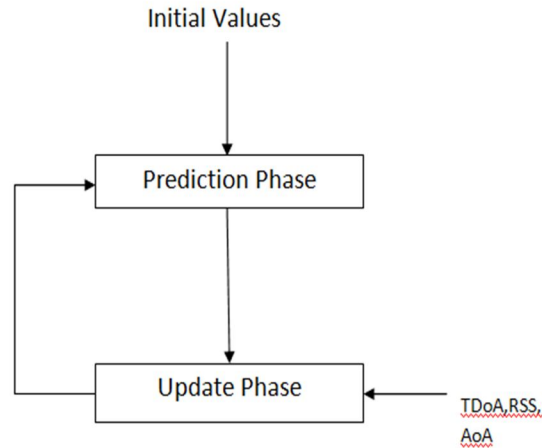 Initial Values
Prediction Phase
Update Phase
TDoA,RSS,
AoA